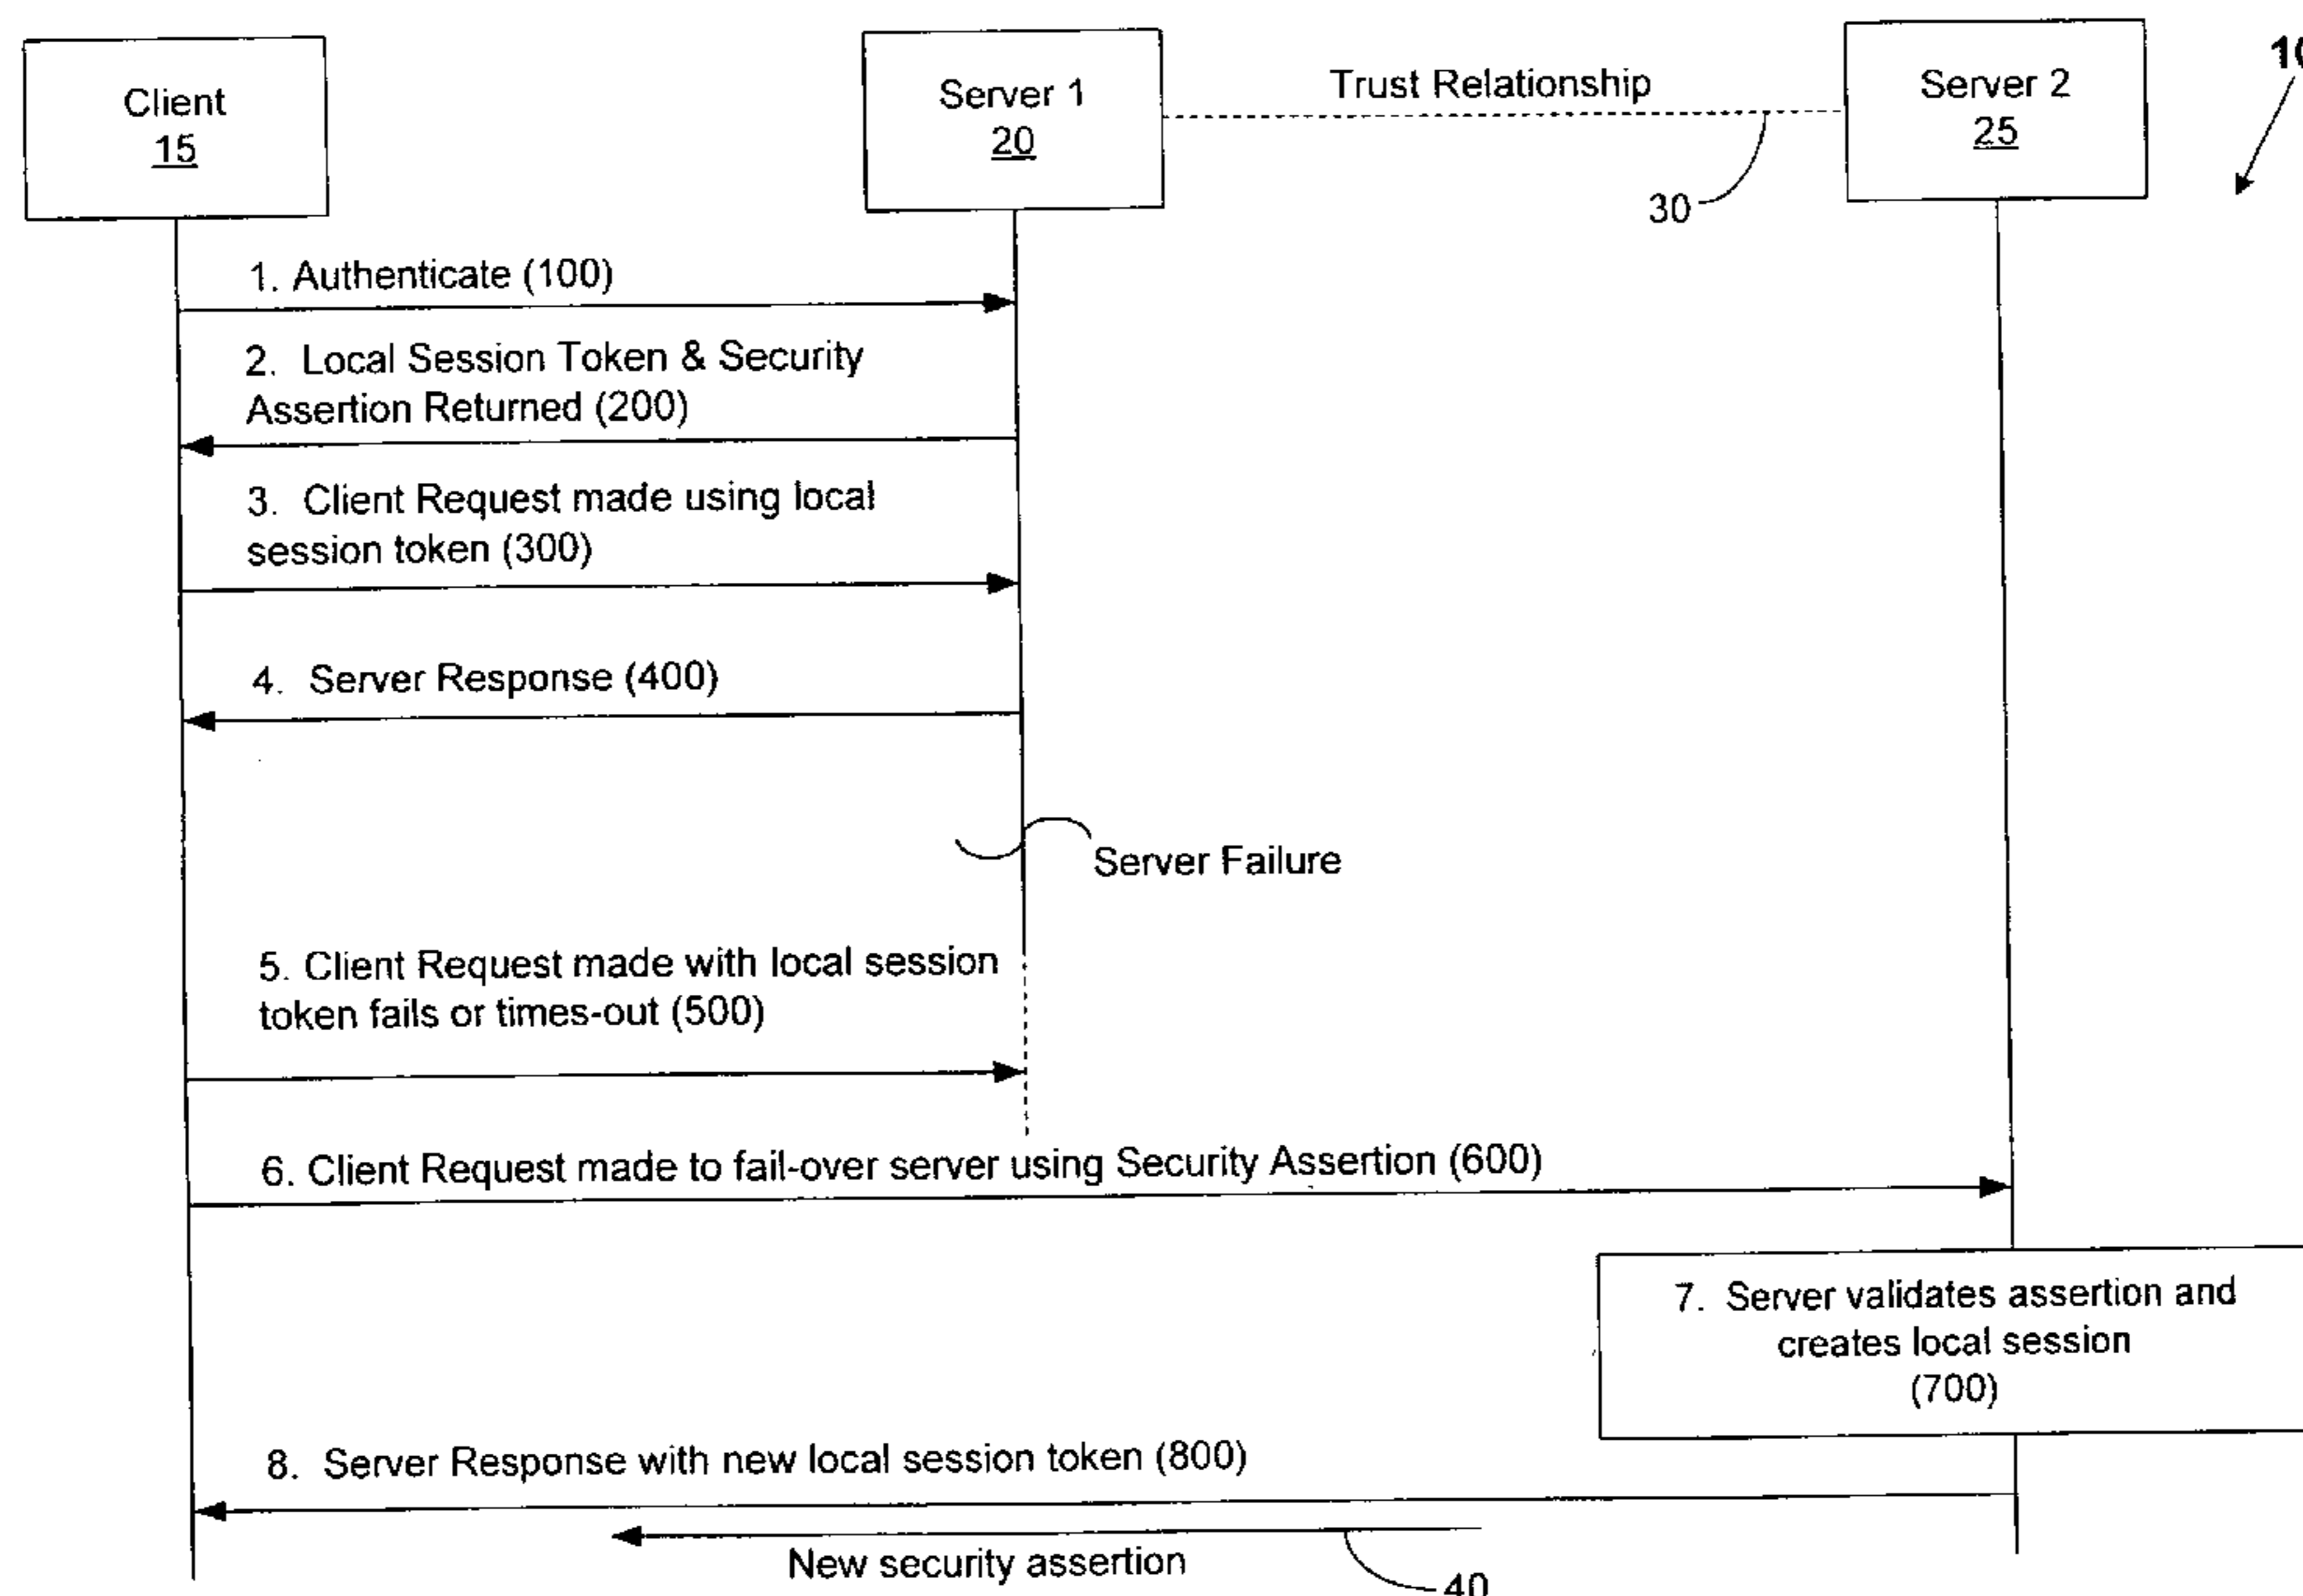 Client
15
Server 1
20
Trust Relationship
Server 2
25
30
1. Authenticate (100)
2. Local Session Token & Security
Assertion Returned (200)
3. Client Request made using local
session token (300)
4. Server Response (400)
Server Failure
5. Client Request made with local session
token fails or times-out (500)
6. Client Request made to fail-over server using Security Assertion (600)
7. Server validates assertion and
creates local session
(700)
8. Server Response with new local session token (800)
New security assertion
40